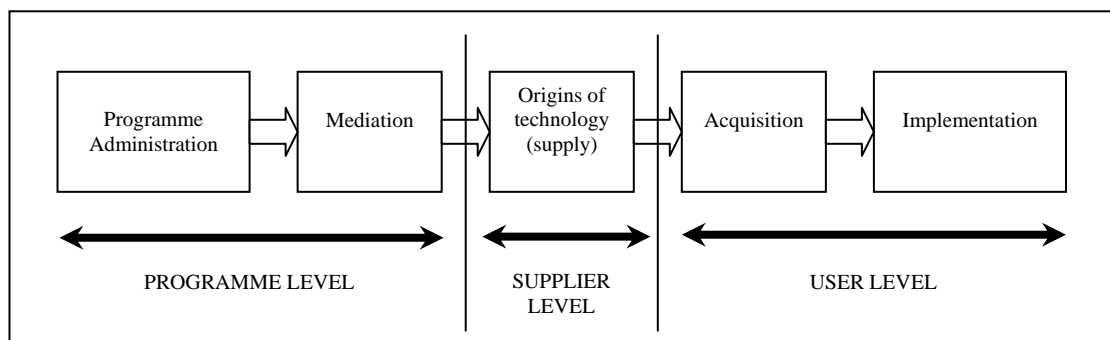 Programme
Administration
Mediation
Origins of
technology
(supply)
Acquisition
Implementation
PROGRAMME LEVEL
SUPPLIER
LEVEL
USER LEVEL